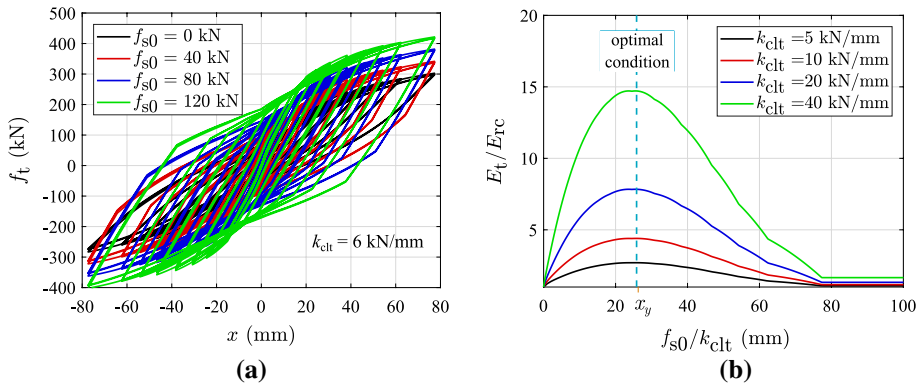 400
300
200
100
0
-100
-200
-300
400
f_t (kN)
f_s0 = 0 kN
f_s0 = 40 kN
f_s0 = 80 kN
f_s0 = 120 kN
k_clt = 6 kN/mm
-80 -60 -40 -20 0 20 40 60 80
x (mm)
(a)
20
15
10
5
E_t/E_rc
optimal
condition
k_clt =5 kN/mm
k_clt =10 kN/mm
k_clt =20 kN/mm
k_clt =40 kN/mm
0 20 40 60 80 100
x_y
f_s0/k_clt (mm)
(b)